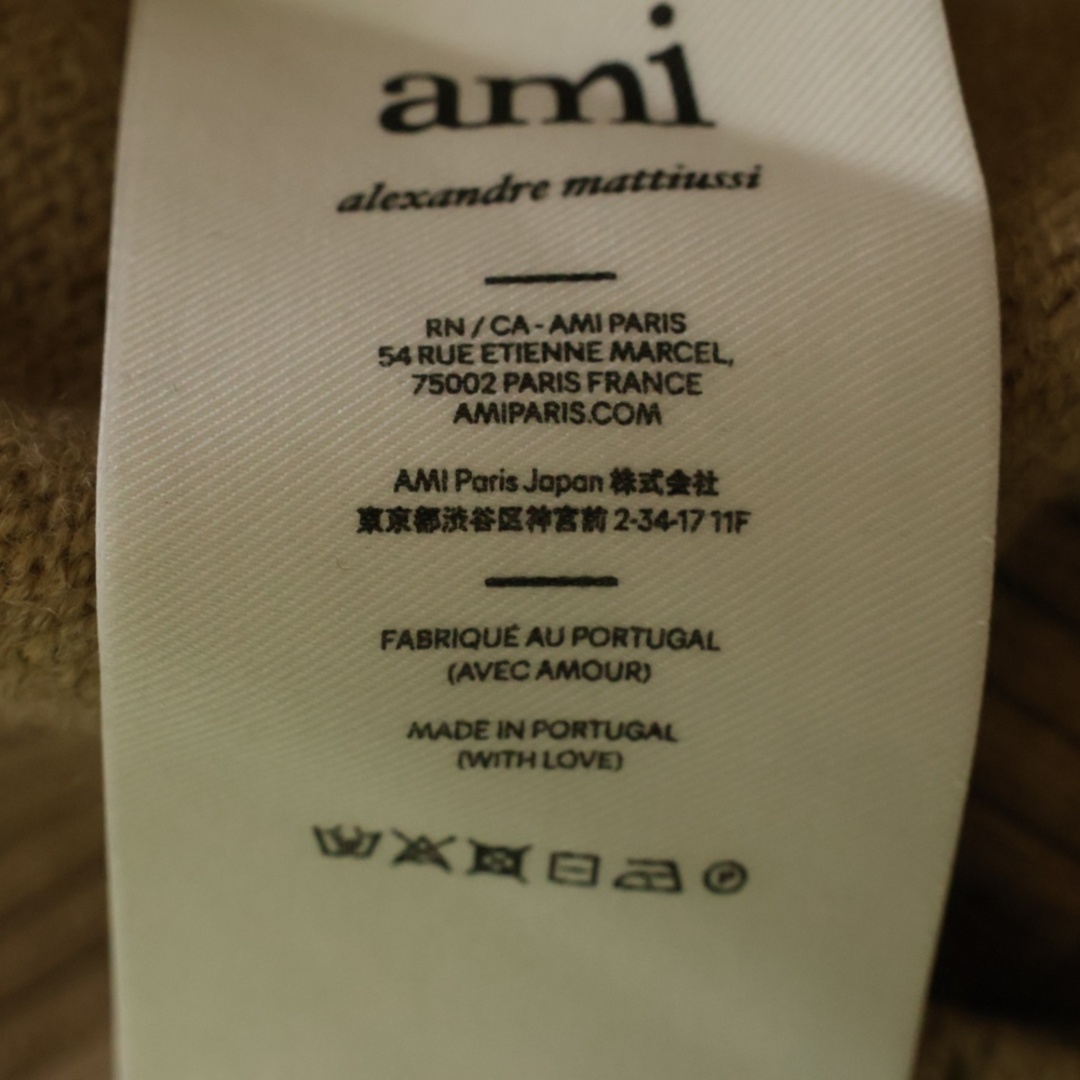 ami
alexandre mattiussi
RN / CA - AMI PARIS
54 RUE ETIENNE MARCEL,
75002 PARIS FRANCE
AMIPARIS.COM
AMI Paris Japan 株式会社
東京都渋谷区神宮前 2-34-17 11F
FABRIQUÉ AU PORTUGAL
(AVEC AMOUR)
MADE IN PORTUGAL
(WITH LOVE)
P